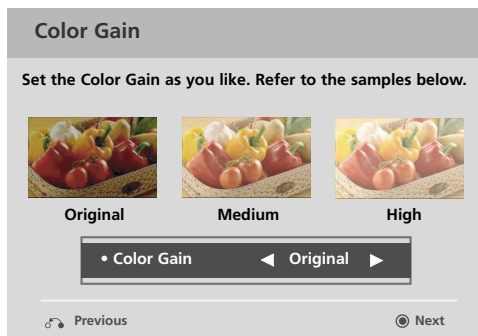 Color Gain
Set the Color Gain as you like. Refer to the samples below.
Original Medium High
• Color Gain ◀ Original ▶
Previous Next